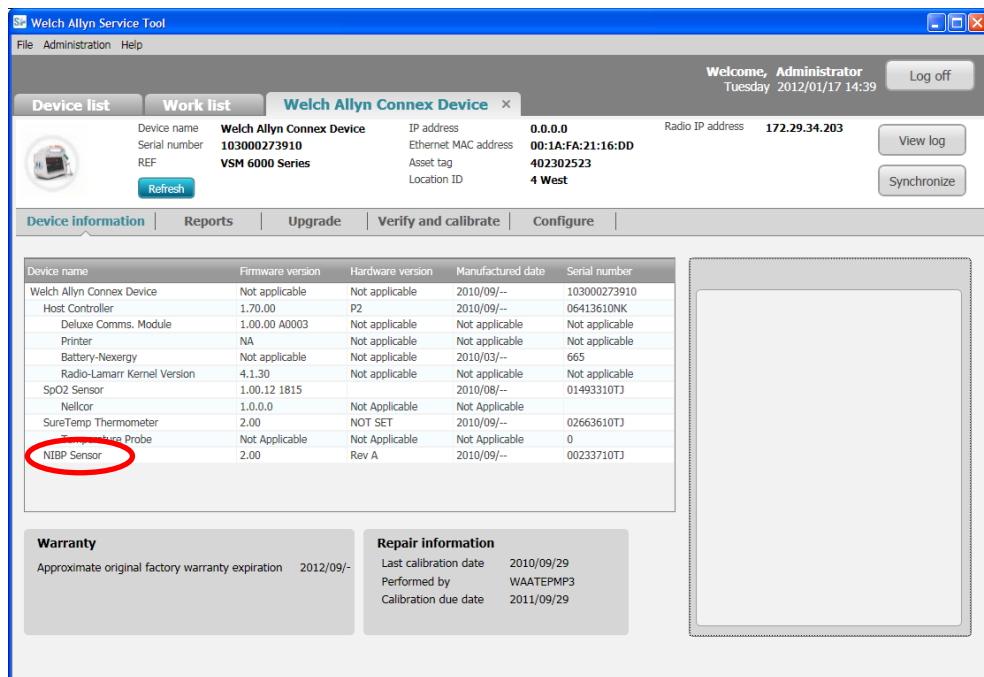 Welch Allyn Service Tool
File Administration Help
Welcome, Administrator
Tuesday 2012/01/17 14:39
Log off
Device list Work list Welch Allyn Connex Device ×
Device name Welch Allyn Connex Device IP address 0.0.0.0 Radio IP address 172.29.34.203
View log
Serial number 103000273910 Ethernet MAC address 00:1A:FA:21:16:DD
REF VSM 6000 Series Asset tag 402302523
Location ID 4 West
Refresh
Synchronize
Device information Reports Upgrade Verify and calibrate Configure
Device name Firmware version Hardware version Manufactured date Serial number
Welch Allyn Connex Device Not applicable Not applicable 2010/09/-- 103000273910
Host Controller 1.70.00 P2 2010/09/-- 06413610NK
Deluxe Comms. Module 1.00.00 A0003 Not applicable Not applicable Not applicable
Printer NA Not applicable Not applicable Not applicable
Battery-Nexergy Not applicable Not applicable 2010/03/-- 665
Radio-Lamarr Kernel Version 4.1.30 Not applicable Not applicable Not applicable
SpO2 Sensor 1.00.12 1815 2010/08/-- 01493310TJ
Nellcor 1.0.0.0 Not Applicable Not Applicable
SureTemp Thermometer 2.00 NOT SET 2010/09/-- 02663610TJ
Temperature Probe Not Applicable Not Applicable Not Applicable 0
NIBP Sensor 2.00 Rev A 2010/09/-- 00233710TJ
Warranty
Approximate original factory warranty expiration 2012/09/-
Repair information
Last calibration date 2010/09/29
Performed by WAATEPMP3
Calibration due date 2011/09/29